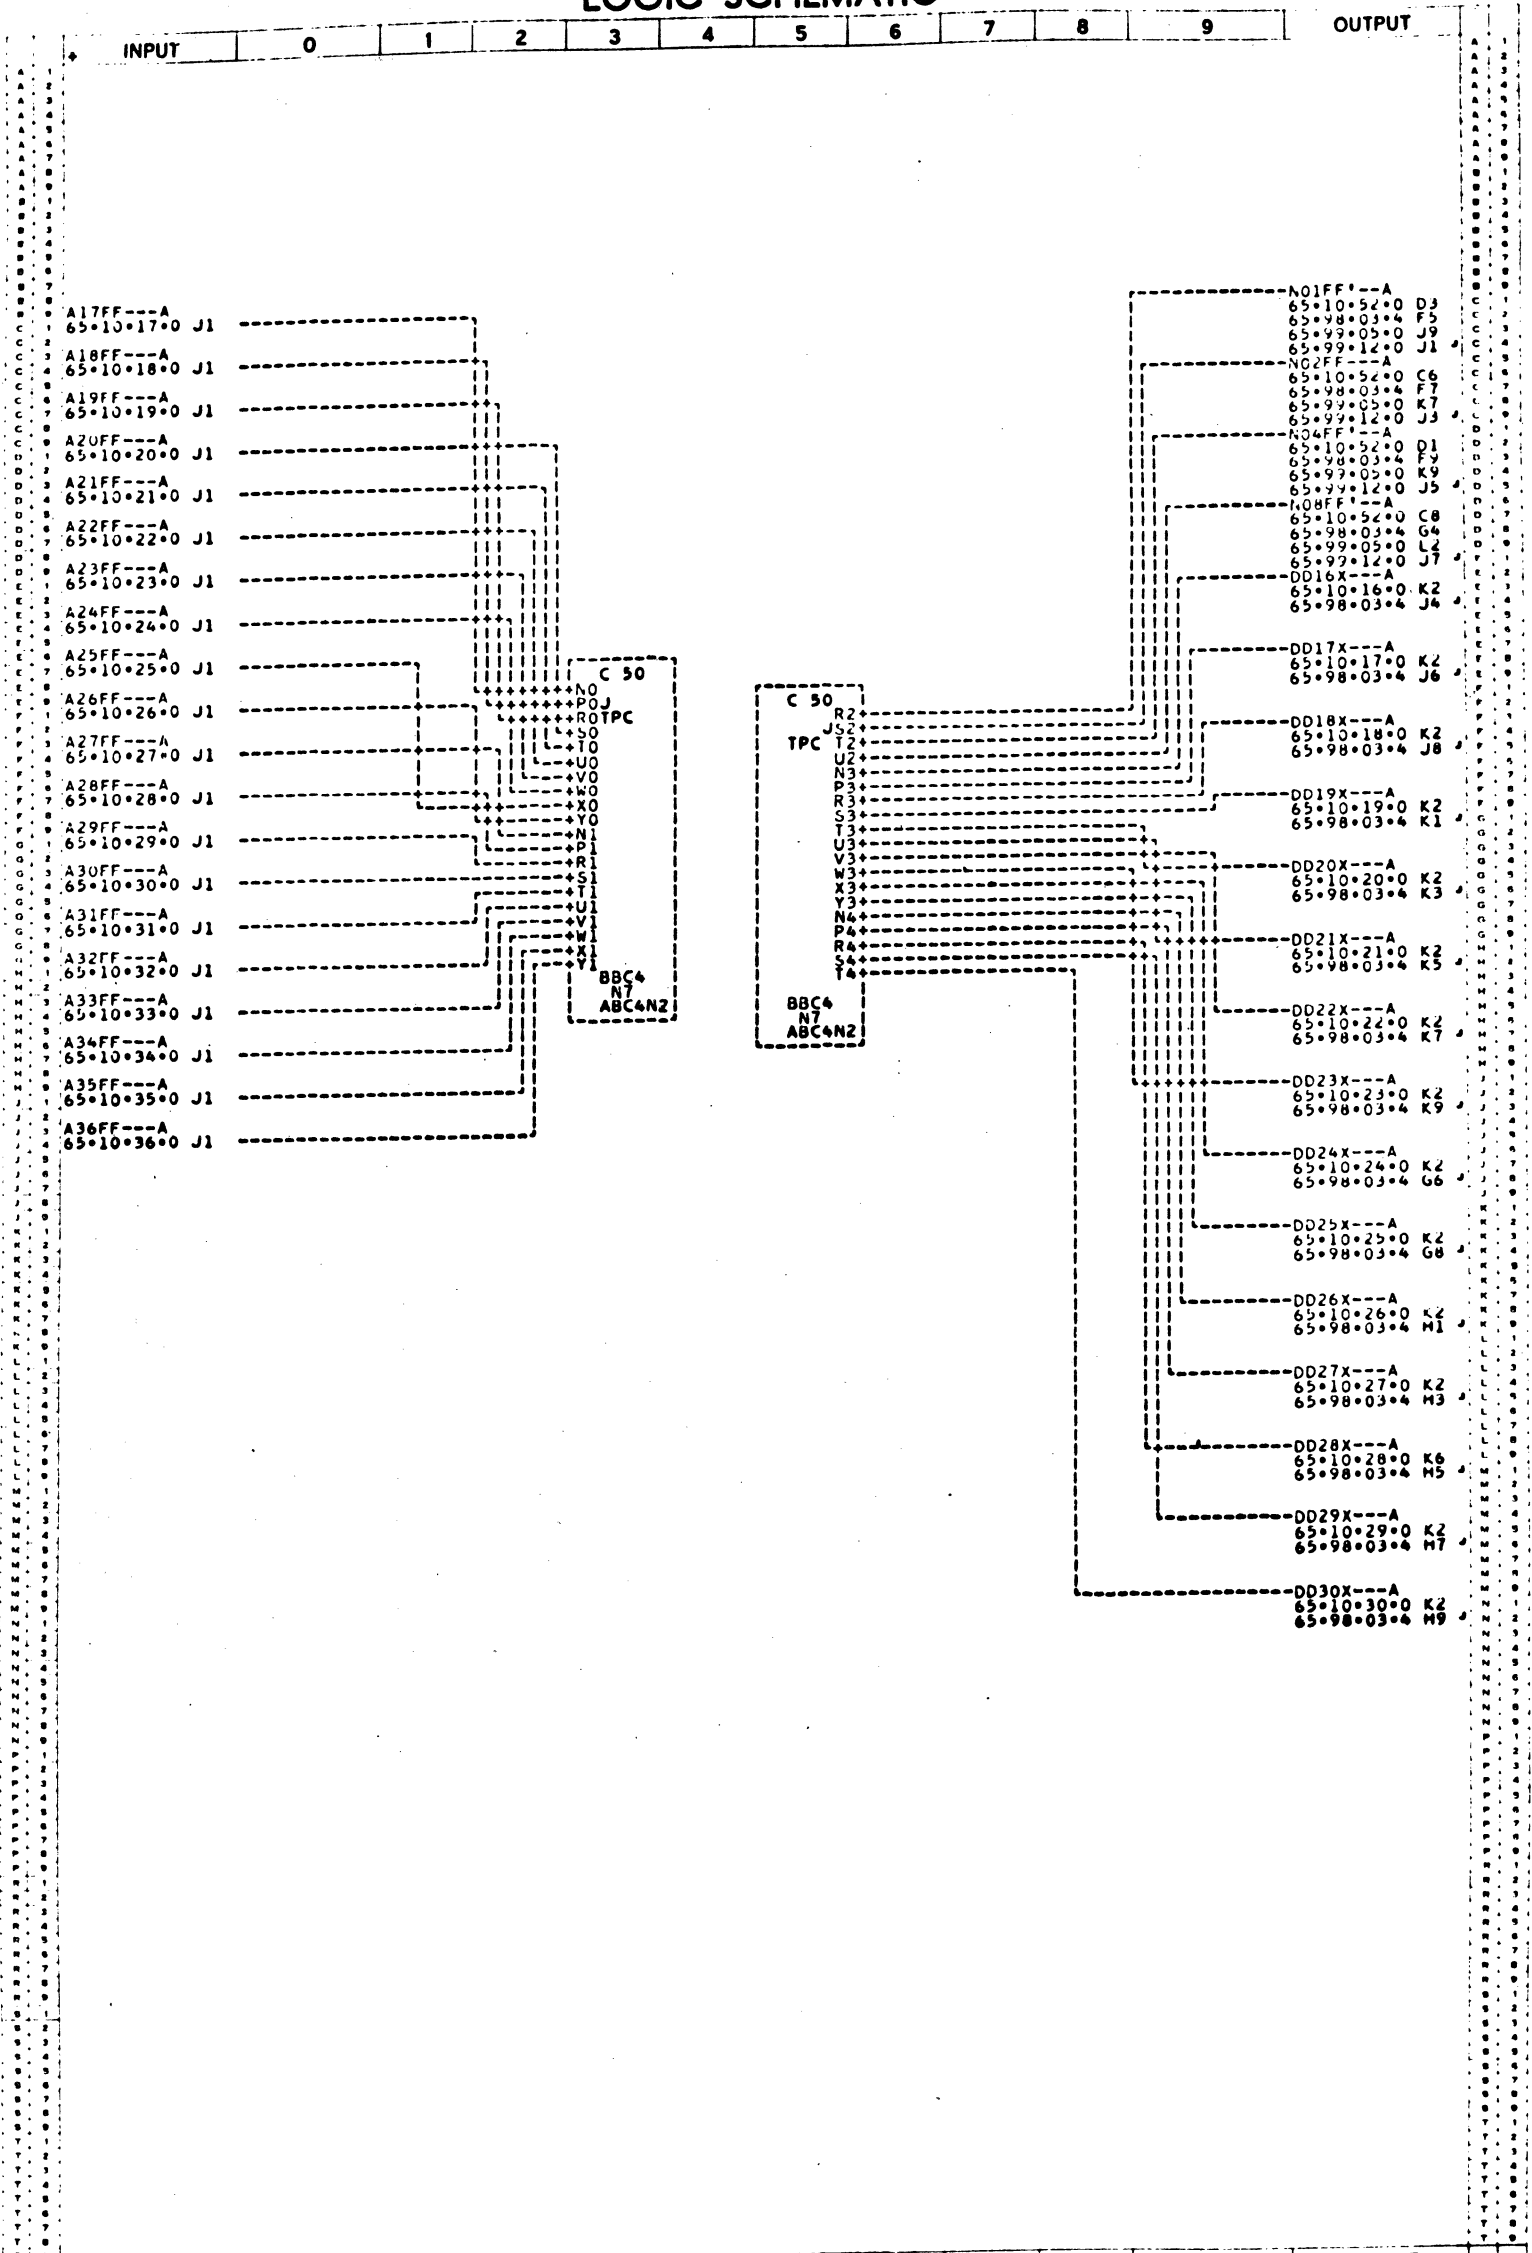 LOGIC SCHEMATIC
INPUT 0 1 2 3 4 5 6 7 8 9 OUTPUT
A17FF---A
65•10•17•0 J1
A18FF---A
65•10•18•0 J1
A19FF---A
65•10•19•0 J1
A20FF---A
65•10•20•0 J1
A21FF---A
65•10•21•0 J1
A22FF---A
65•10•22•0 J1
A23FF---A
65•10•23•0 J1
A24FF---A
65•10•24•0 J1
A25FF---A
65•10•25•0 J1
A26FF---A
65•10•26•0 J1
A27FF---A
65•10•27•0 J1
A28FF---A
65•10•28•0 J1
A29FF---A
65•10•29•0 J1
A30FF---A
65•10•30•0 J1
A31FF---A
65•10•31•0 J1
A32FF---A
65•10•32•0 J1
A33FF---A
65•10•33•0 J1
A34FF---A
65•10•34•0 J1
A35FF---A
65•10•35•0 J1
A36FF---A
65•10•36•0 J1
C 50
N0
P0J
R0TPC
S0
T0
U0
V0
W0
X0
Y0
N1
P1
R1
S1
T1
U1
V1
W1
X1
Y1
BBC4
N7
ABC4N2
C 50
R2
JS2
TPC T2
U2
N3
P3
R3
S3
T3
U3
V3
W3
X3
Y3
N4
P4
R4
S4
T4
BBC4
N7
ABC4N2
N01FF'--A
65•10•52•0 D3
65•98•03•4 F5
65•99•05•0 J9
65•99•12•0 J1
N02FF---A
65•10•52•0 C6
65•98•03•4 F7
65•99•05•0 K7
65•99•12•0 J3
N04FF'--A
65•10•52•0 D1
65•98•03•4 F9
65•99•05•0 K9
65•99•12•0 J5
N08FF'--A
65•10•52•0 C8
65•98•03•4 G4
65•99•05•0 L2
65•99•12•0 J7
DD16X---A
65•10•16•0 K2
65•98•03•4 J4
DD17X---A
65•10•17•0 K2
65•98•03•4 J6
DD18X---A
65•10•18•0 K2
65•98•03•4 J8
DD19X---A
65•10•19•0 K2
65•98•03•4 K1
DD20X---A
65•10•20•0 K2
65•98•03•4 K3
DD21X---A
65•10•21•0 K2
65•98•03•4 K5
DD22X---A
65•10•22•0 K2
65•98•03•4 K7
DD23X---A
65•10•23•0 K2
65•98•03•4 K9
DD24X---A
65•10•24•0 K2
65•98•03•4 G6
DD25X---A
65•10•25•0 K2
65•98•03•4 G8
DD26X---A
65•10•26•0 K2
65•98•03•4 H1
DD27X---A
65•10•27•0 K2
65•98•03•4 H3
DD28X---A
65•10•28•0 K6
65•98•03•4 H5
DD29X---A
65•10•29•0 K2
65•98•03•4 H7
DD30X---A
65•10•30•0 K2
65•98•03•4 H9